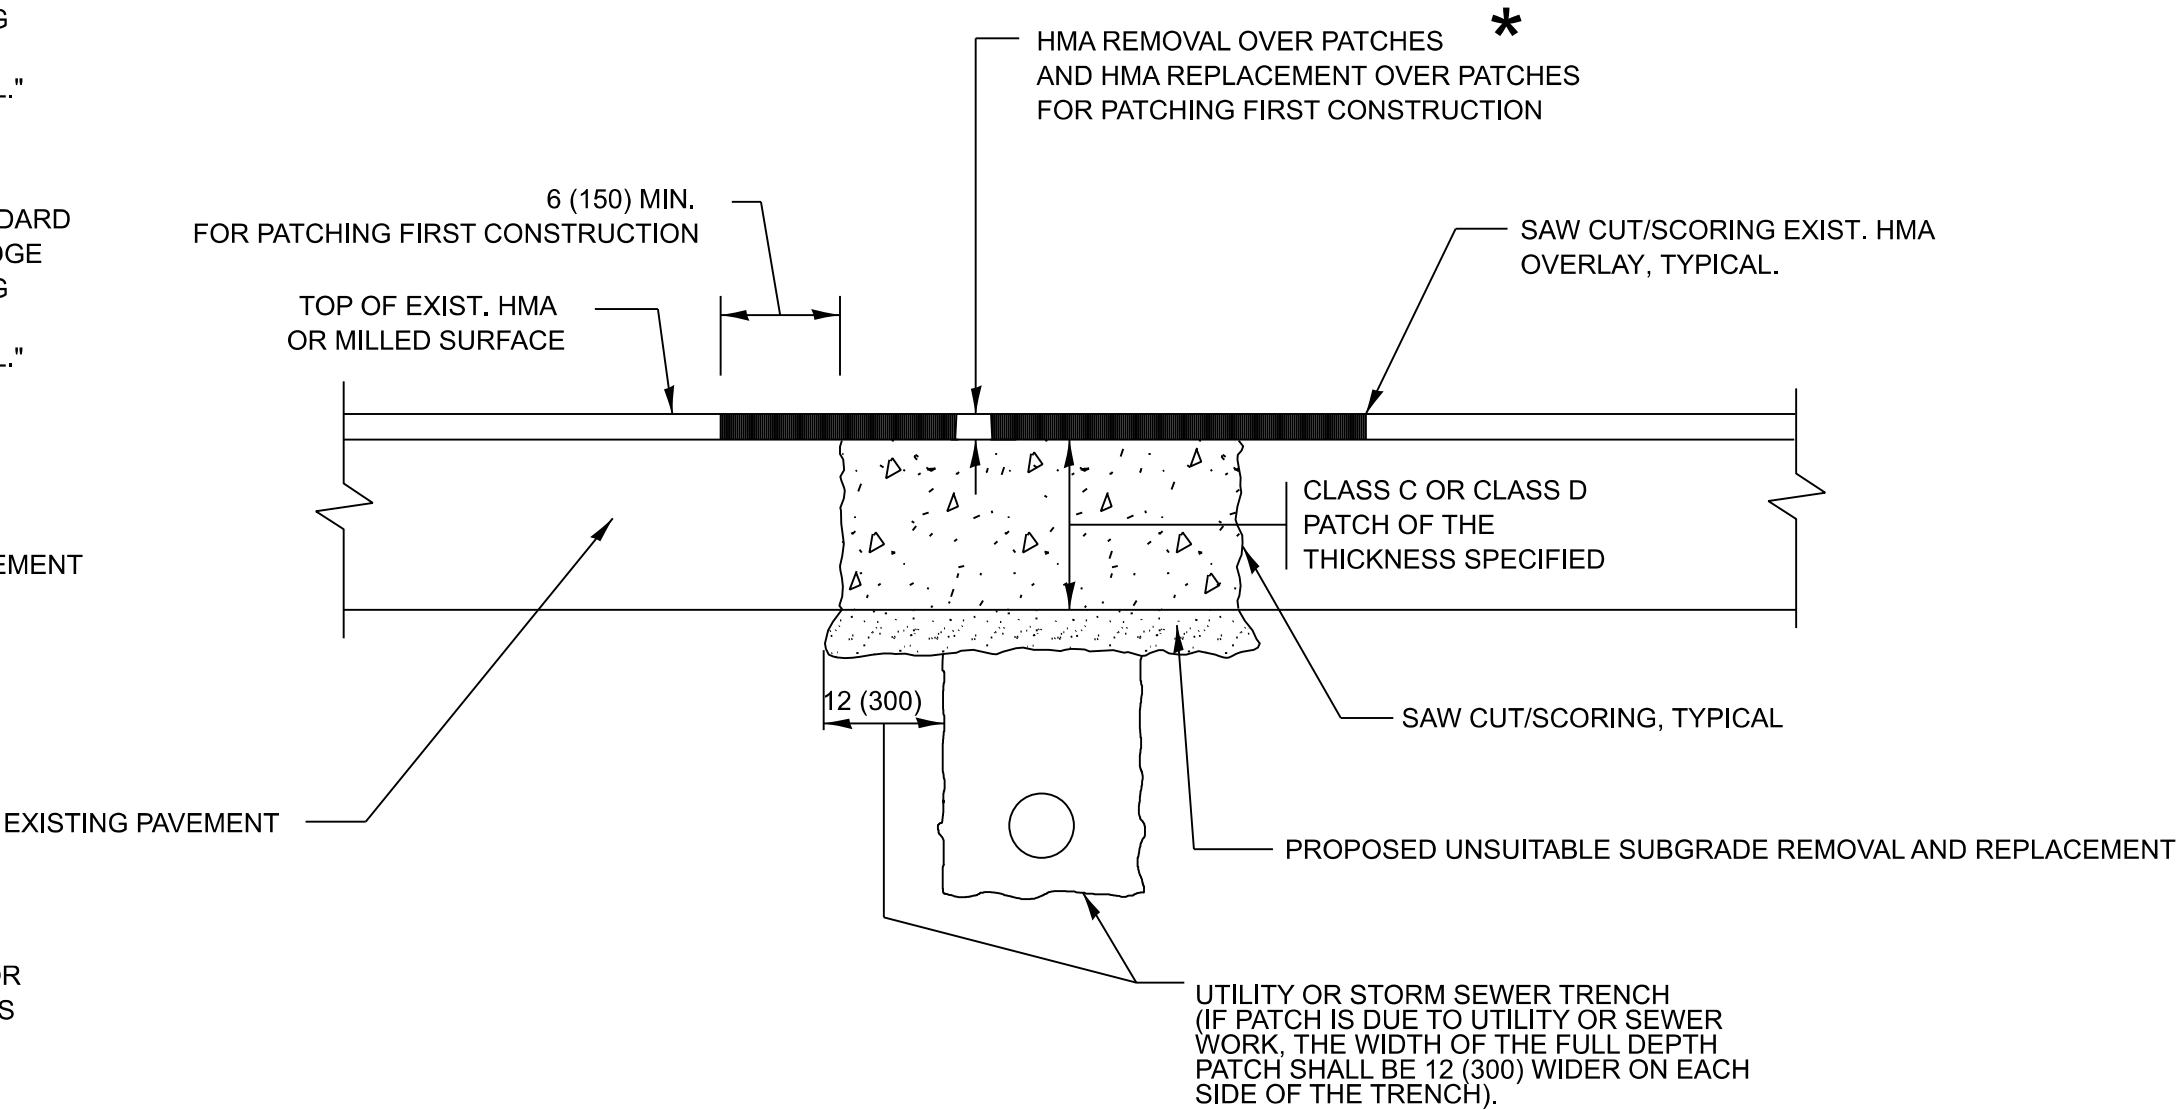 G
L."
DARD
DGE
G
L."
EMENT
OR
S
HMA REMOVAL OVER PATCHES *
AND HMA REPLACEMENT OVER PATCHES
FOR PATCHING FIRST CONSTRUCTION
6 (150) MIN.
FOR PATCHING FIRST CONSTRUCTION
SAW CUT/SCORING EXIST. HMA
OVERLAY, TYPICAL.
TOP OF EXIST. HMA
OR MILLED SURFACE
CLASS C OR CLASS D
PATCH OF THE
THICKNESS SPECIFIED
12 (300)
SAW CUT/SCORING, TYPICAL
EXISTING PAVEMENT
PROPOSED UNSUITABLE SUBGRADE REMOVAL AND REPLACEMENT
UTILITY OR STORM SEWER TRENCH
(IF PATCH IS DUE TO UTILITY OR SEWER
WORK, THE WIDTH OF THE FULL DEPTH
PATCH SHALL BE 12 (300) WIDER ON EACH
SIDE OF THE TRENCH).